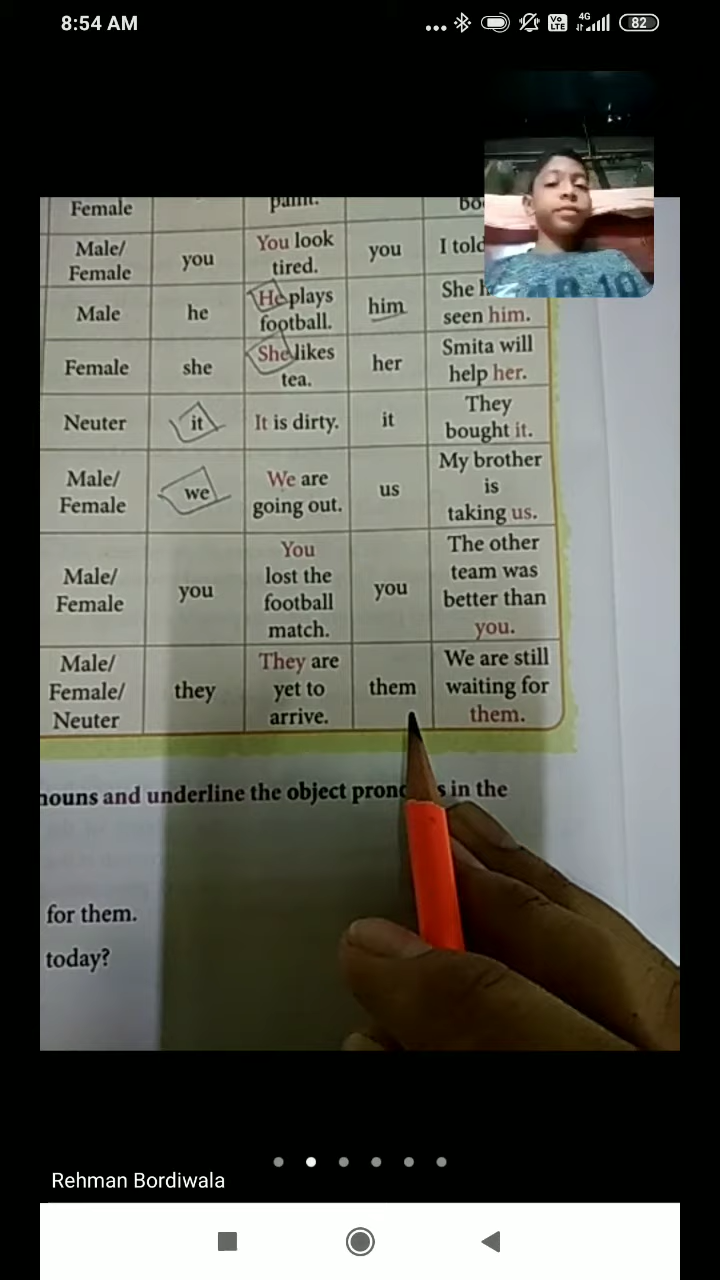 8:54 AM
Vo LTE 4G 82
Female
Male/ Female you You look tired. you I told
Male he He plays football. him She seen him.
Female she She likes tea. her Smita will help her.
Neuter it It is dirty. it They bought it.
Male/ Female we We are going out. us My brother is taking us.
Male/ Female you You lost the football match. you The other team was better than you.
Male/ Female/ Neuter they They are yet to arrive. them We are still waiting for them.
and underline the object in the
for them.
today?
Rehman Bordiwala